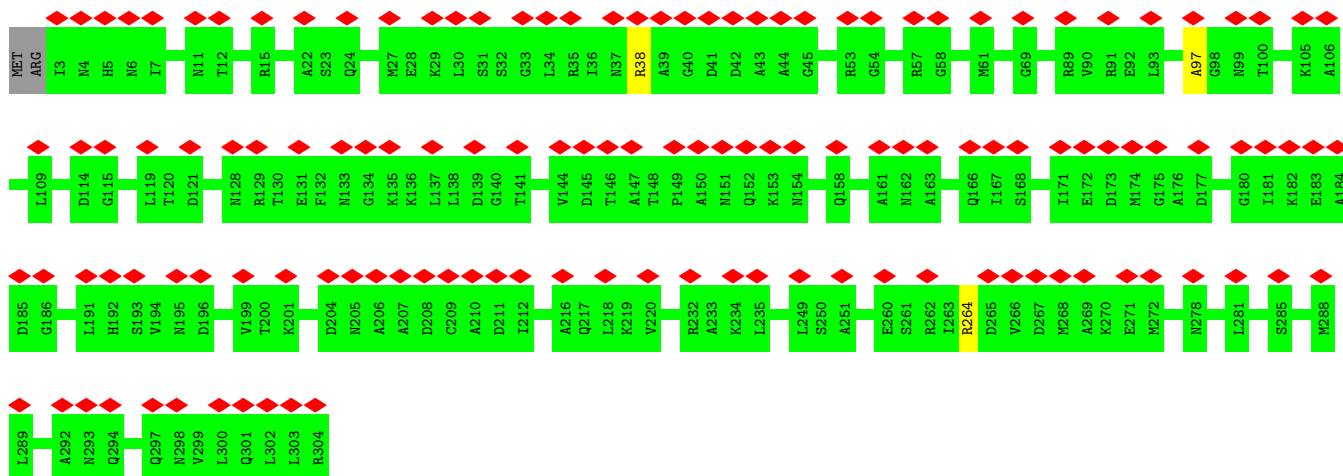 MET ARG I3 N4 H5 N6 I7 N11 T12 R15 A22 S23 Q24 M27 E28 K29 L30 S31 S32 G33 L34 R35 I36 N37 R38 A39 G40 D41 D42 A43 A44 G45 R53 G54 R57 G58 M61 G69 R89 V90 R91 E92 L93 A97 G98 N99 T100 K105 A106
L109 D114 G115 L119 T120 D121 N128 R129 T130 E131 F132 N133 G134 K135 K136 L137 L138 D139 G140 T141 V144 D145 T146 A147 T148 P149 A150 N151 Q152 K153 N154 Q158 A161 N162 A163 Q166 I167 S168 I171 E172 D173 M174 G175 A176 D177 G180 I181 K182 E183 A184
D185 G186 L191 H192 S193 V194 N195 D196 V199 T200 K201 D204 N205 A206 A207 D208 C209 A210 D211 T212 A216 Q217 L218 K219 V220 R232 A233 K234 L235 L249 S250 A251 E260 S261 R262 I263 R264 D265 V266 D267 M268 A269 K270 E271 M272 N278 L281 S285 M288
L289 A292 N293 Q294 Q297 N298 V299 L300 Q301 L302 L303 R304